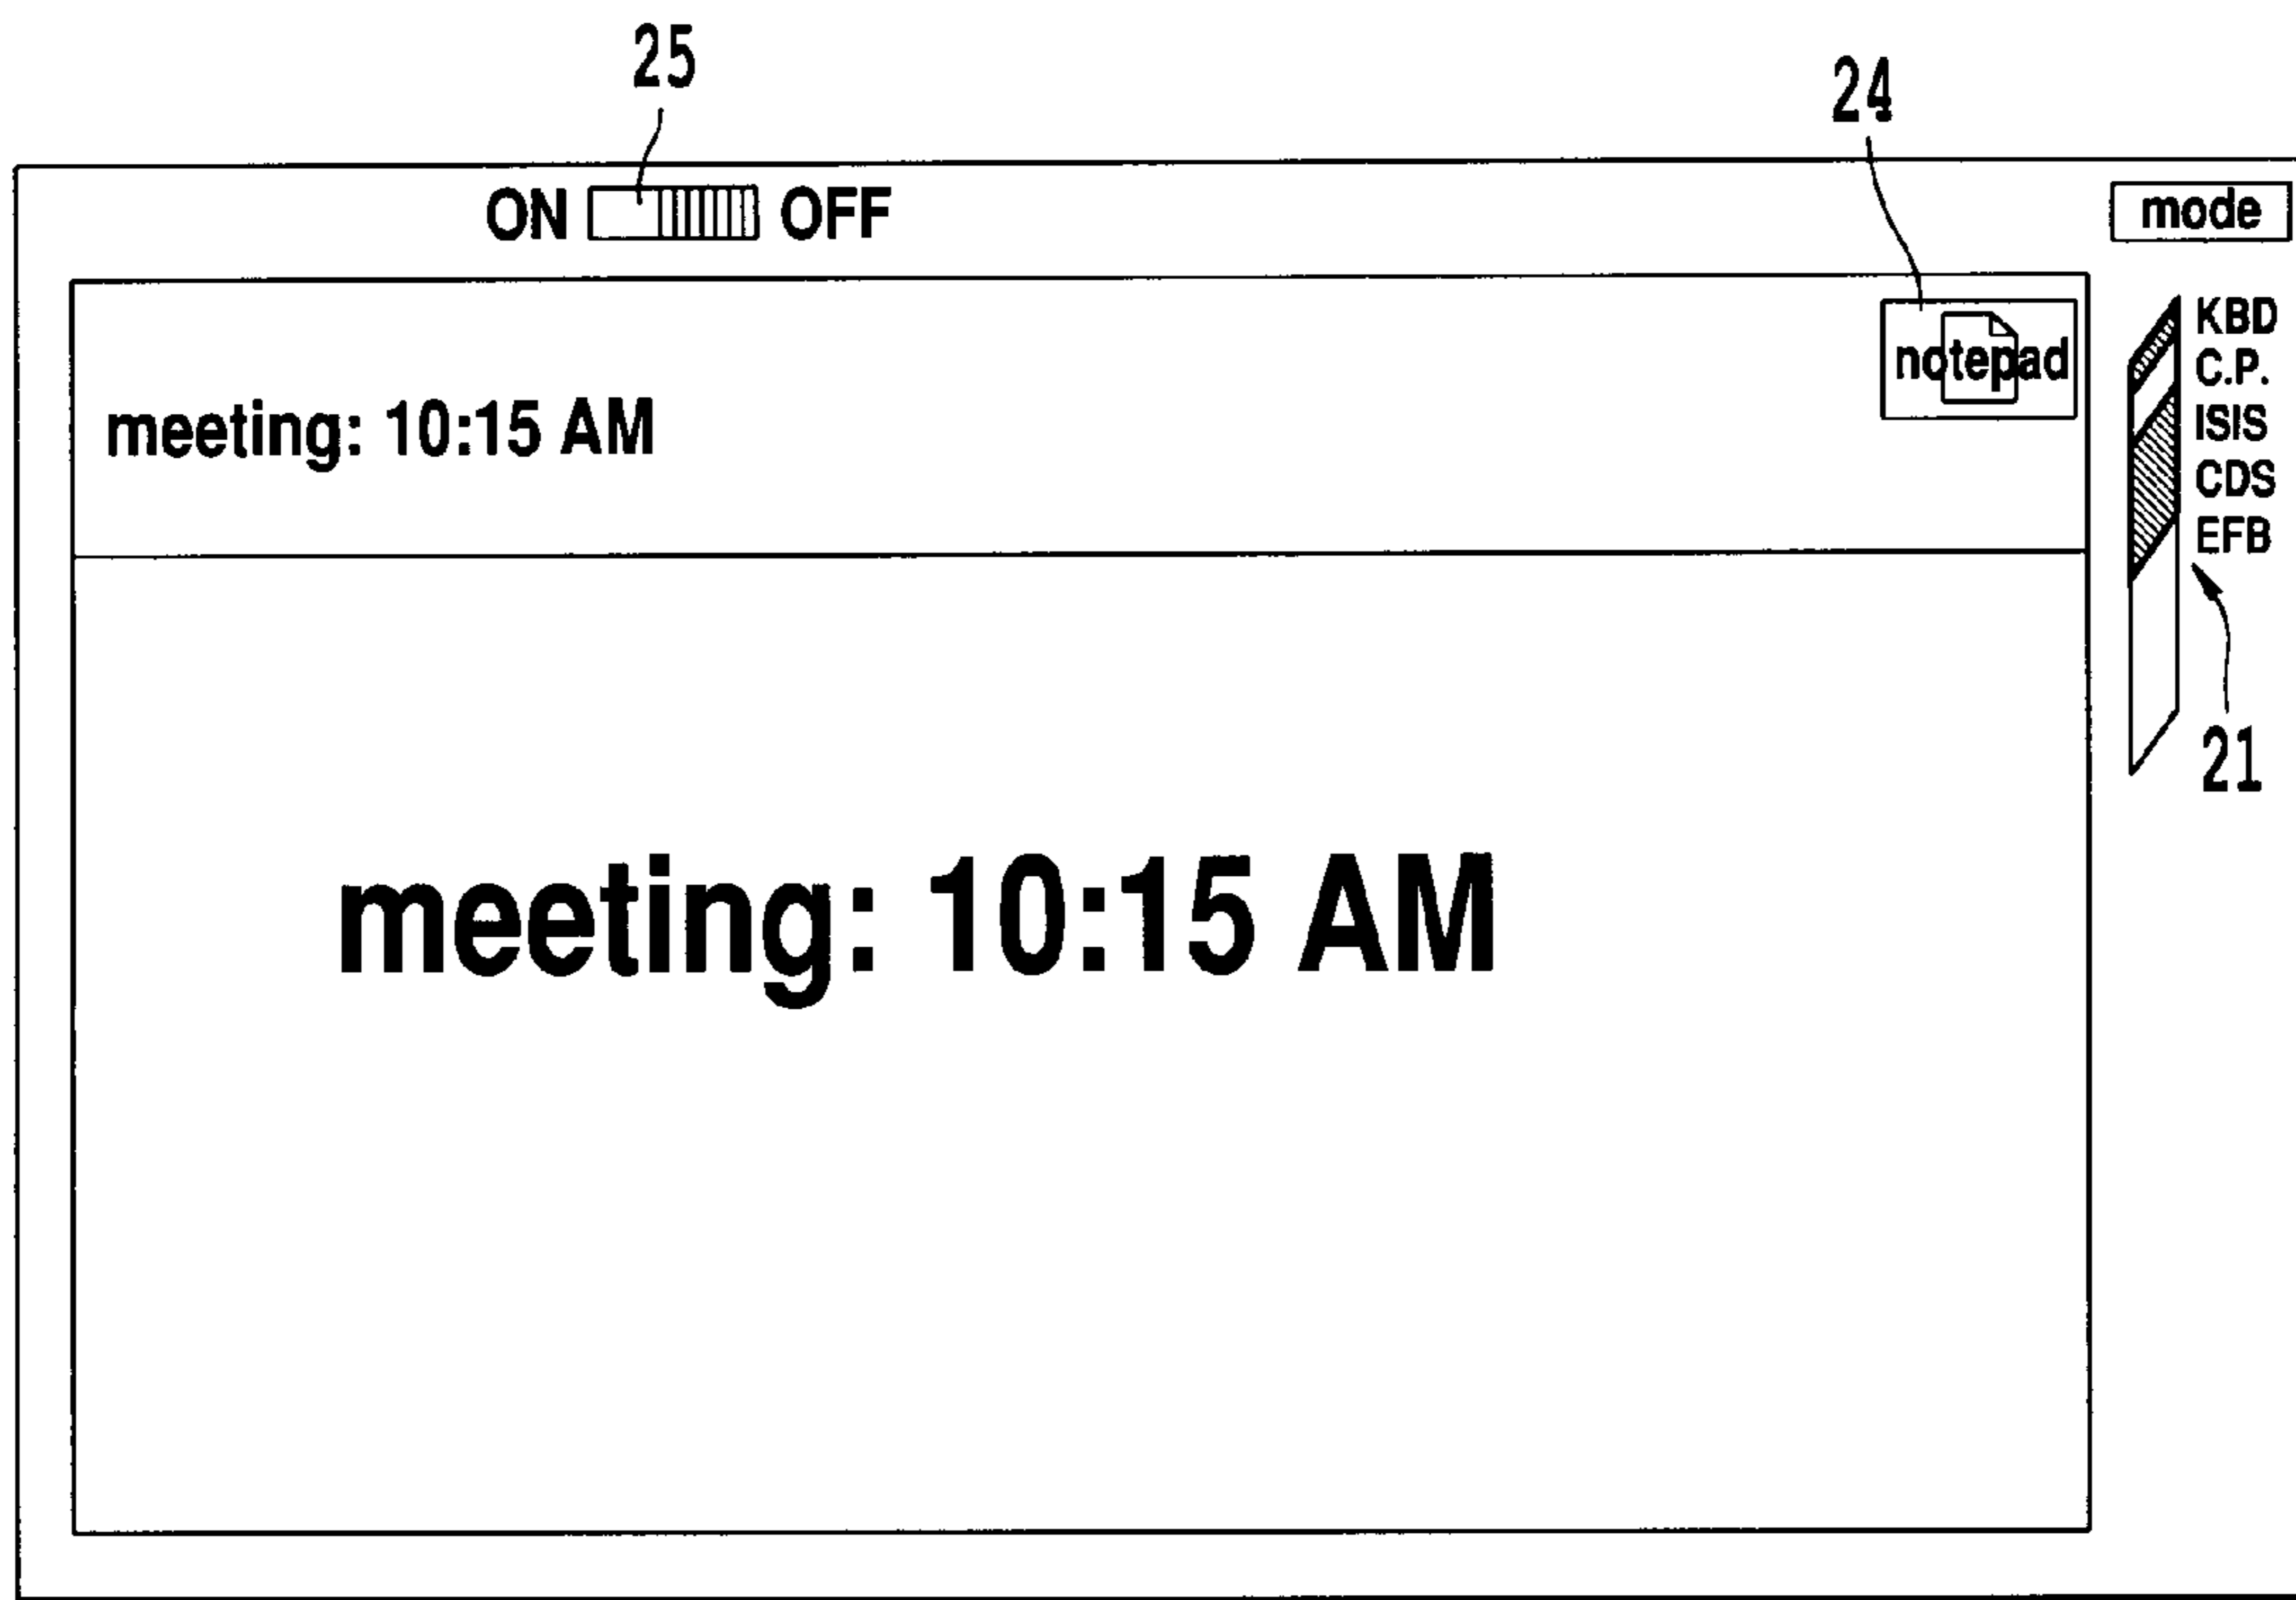 25
24
ON OFF
mode
notepad
meeting: 10:15 AM
KBD
C.P.
ISIS
CDS
EFB
21
meeting: 10:15 AM